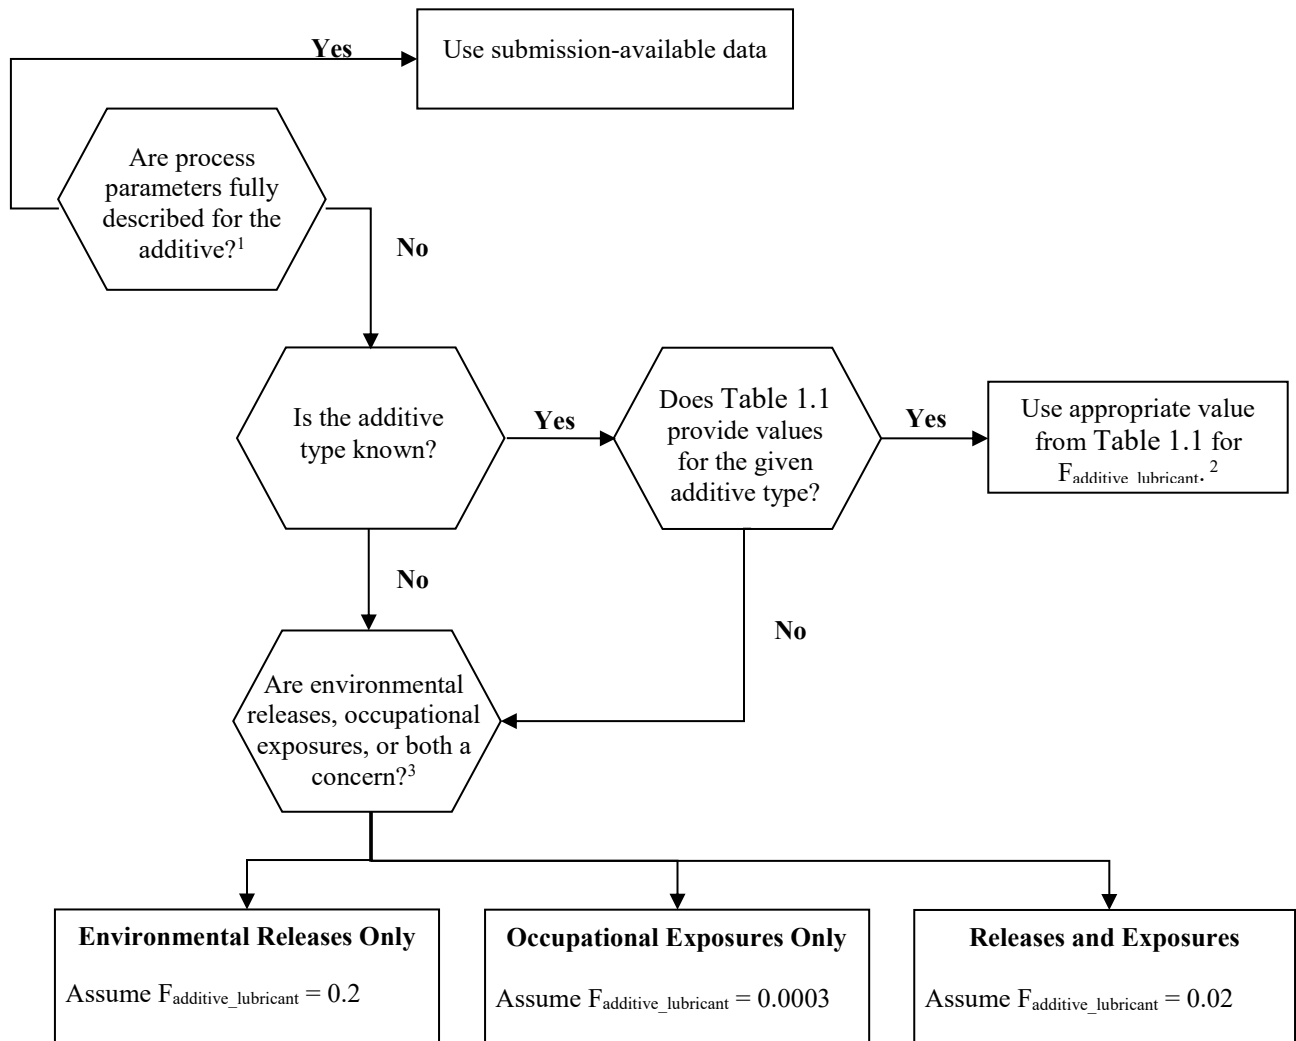 Yes
Use submission-available data
Are process
parameters fully
described for the
additive?1
No
Is the additive
type known?
Yes
Does Table 1.1
provide values
for the given
additive type?
Yes
Use appropriate value
from Table 1.1 for
Fadditive_lubricant. 2
No
No
Are environmental
releases, occupational
exposures, or both a
concern?3
Environmental Releases Only
Assume Fadditive_lubricant = 0.2
Occupational Exposures Only
Assume Fadditive_lubricant = 0.0003
Releases and Exposures
Assume Fadditive_lubricant = 0.02